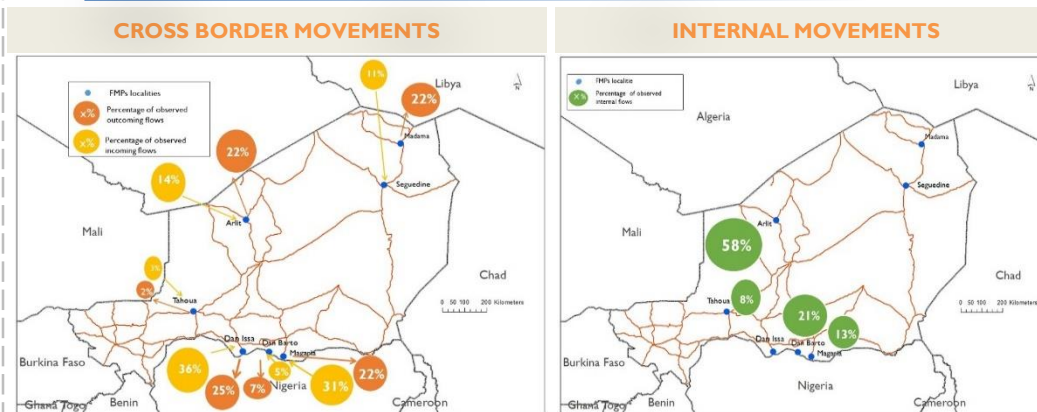 CROSS BORDER MOVEMENTS
FMPs localities
x% Percentage of observed
outcoming flows
x% Percentage of observed
incoming flows
11%
Libya
22%
Madama
22%
14%
Seguedine
Arlit
Mali
Chad
3%
2%
Tahoua
0 50 100 200 Kilometers
Dan Issa
Dan Barto
Magaria
Burkina Faso
36%
5%
25%
7%
Nigeria
31%
22%
Ghana Togo
Benin
Cameroon
INTERNAL MOVEMENTS
FMPs localite
X% Percentage of observed
internal flows
Libya
Algeria
Madama
Seguedine
Arlit
Mali
58%
Chad
Tahoua
8%
0 50 100 200 Kilometers
21%
13%
Dan Issa
Dan Barto
Magaria
Burkina Faso
Nigeria
Ghana Togo
Benin
Cameroon